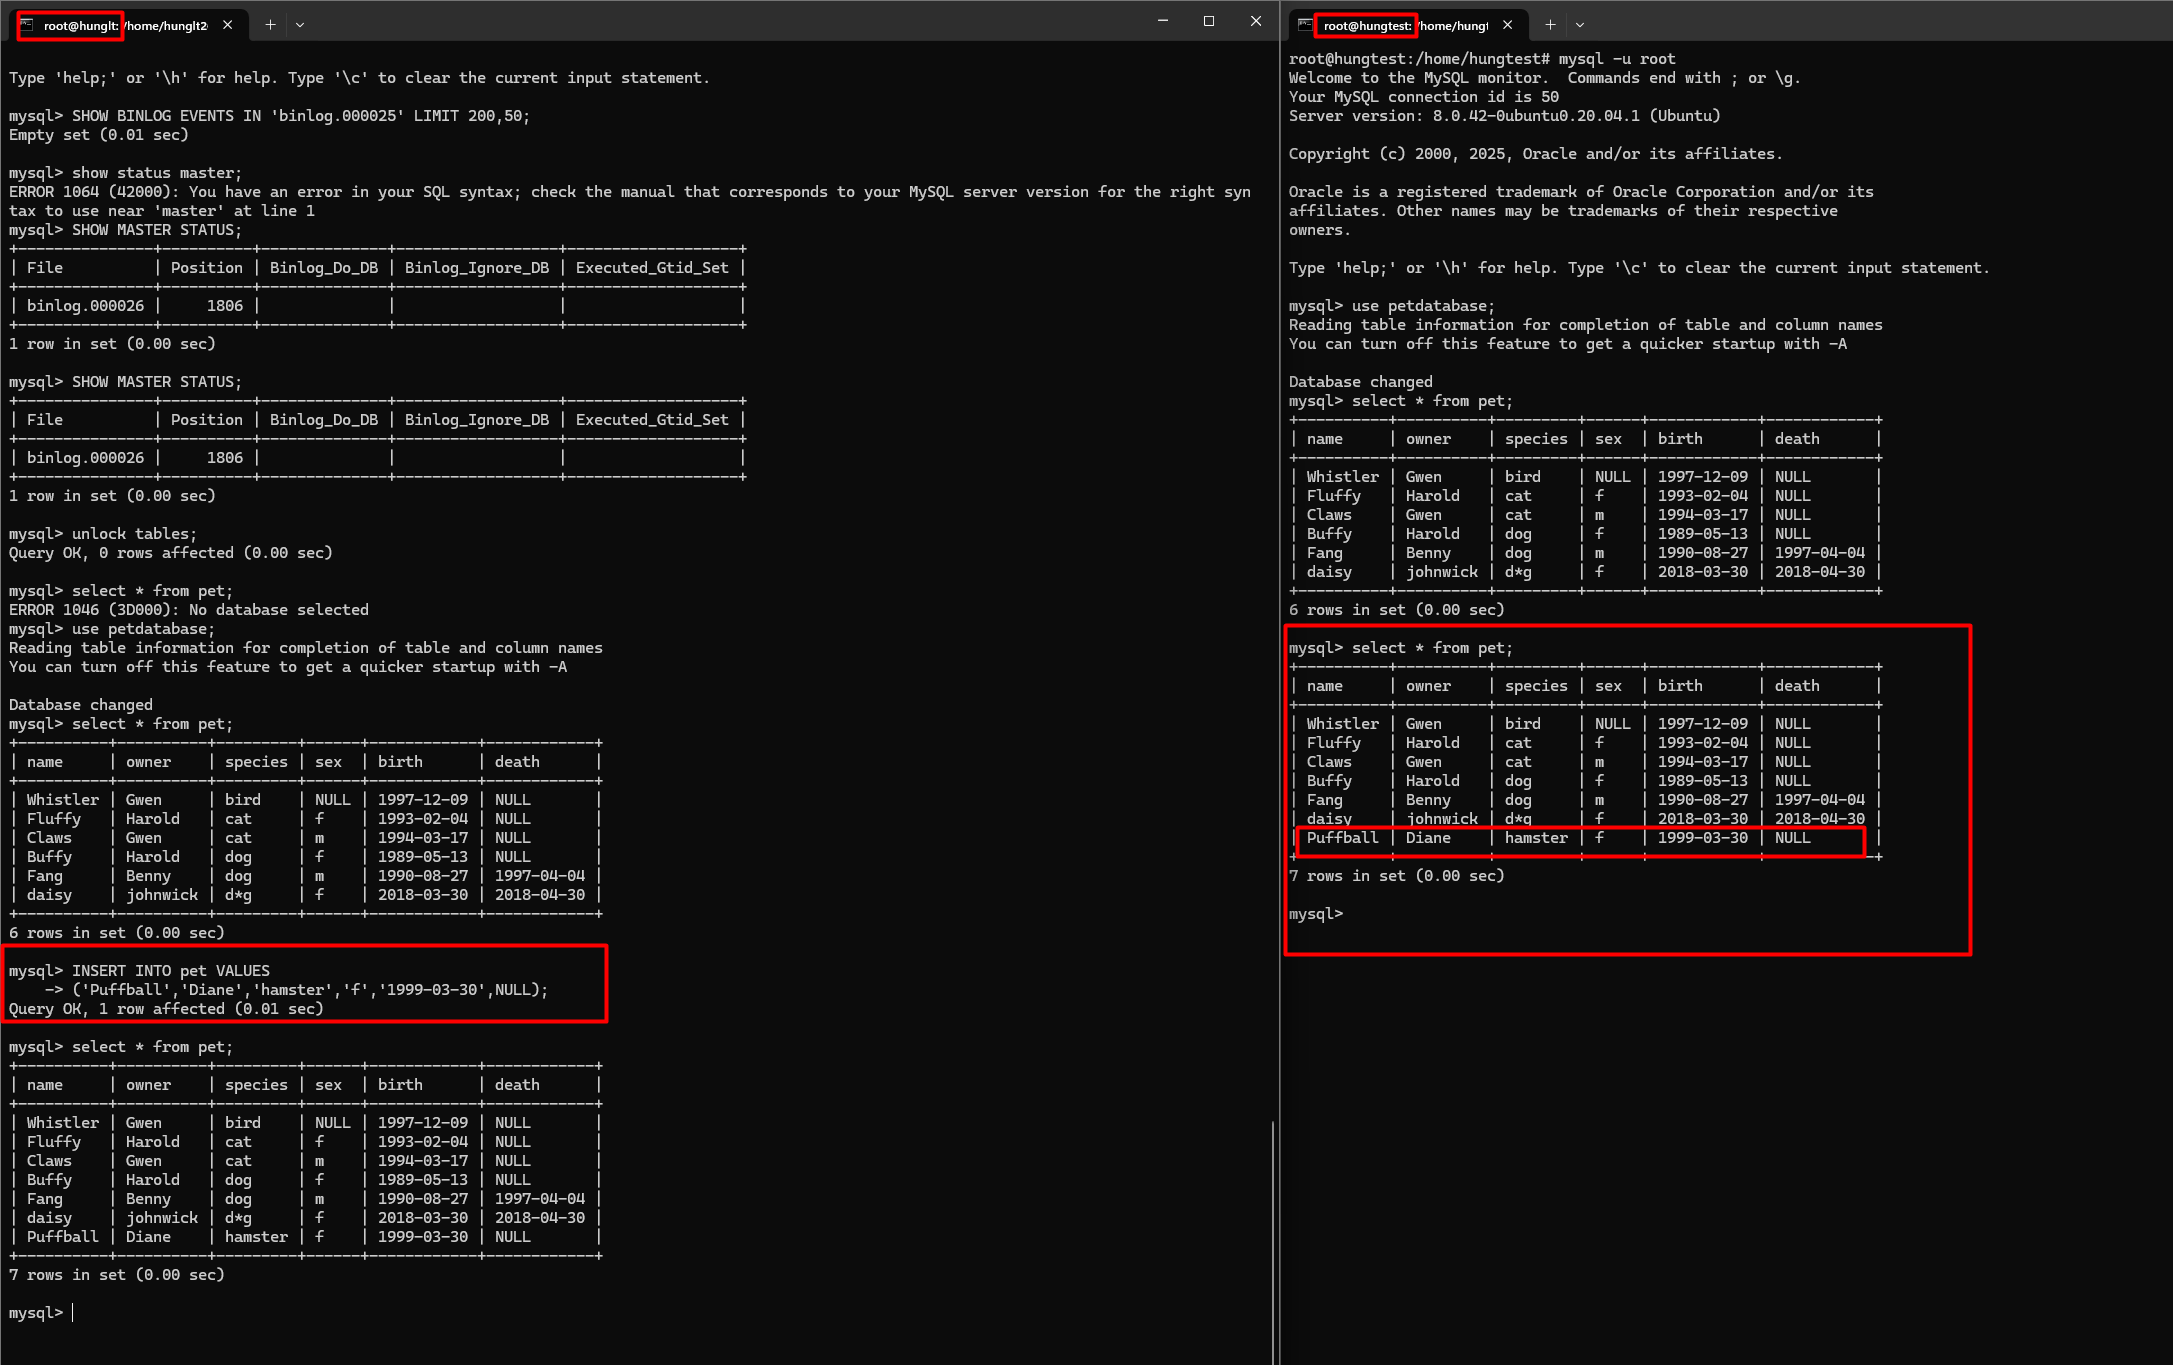 root@hunglt: /home/hunglt2
Type 'help;' or '\h' for help. Type '\c' to clear the current input statement.
mysql> SHOW BINLOG EVENTS IN 'binlog.000025' LIMIT 200,50;
Empty set (0.01 sec)
mysql> show status master;
ERROR 1064 (42000): You have an error in your SQL syntax; check the manual that corresponds to your MySQL server version for the right syn
tax to use near 'master' at line 1
mysql> SHOW MASTER STATUS;
+---------------+----------+--------------+------------------+-------------------+
| File          | Position | Binlog_Do_DB | Binlog_Ignore_DB | Executed_Gtid_Set |
+---------------+----------+--------------+------------------+-------------------+
| binlog.000026 |     1806 |              |                  |                   |
+---------------+----------+--------------+------------------+-------------------+
1 row in set (0.00 sec)
mysql> SHOW MASTER STATUS;
+---------------+----------+--------------+------------------+-------------------+
| File          | Position | Binlog_Do_DB | Binlog_Ignore_DB | Executed_Gtid_Set |
+---------------+----------+--------------+------------------+-------------------+
| binlog.000026 |     1806 |              |                  |                   |
+---------------+----------+--------------+------------------+-------------------+
1 row in set (0.00 sec)
mysql> unlock tables;
Query OK, 0 rows affected (0.00 sec)
mysql> select * from pet;
ERROR 1046 (3D000): No database selected
mysql> use petdatabase;
Reading table information for completion of table and column names
You can turn off this feature to get a quicker startup with -A
Database changed
mysql> select * from pet;
+----------+----------+---------+------+------------+------------+
| name     | owner    | species | sex  | birth      | death      |
+----------+----------+---------+------+------------+------------+
| Whistler | Gwen     | bird    | NULL | 1997-12-09 | NULL       |
| Fluffy   | Harold   | cat     | f    | 1993-02-04 | NULL       |
| Claws    | Gwen     | cat     | m    | 1994-03-17 | NULL       |
| Buffy    | Harold   | dog     | f    | 1989-05-13 | NULL       |
| Fang     | Benny    | dog     | m    | 1990-08-27 | 1997-04-04 |
| daisy    | johnwick | d*g     | f    | 2018-03-30 | 2018-04-30 |
+----------+----------+---------+------+------------+------------+
6 rows in set (0.00 sec)
mysql> INSERT INTO pet VALUES
    -> ('Puffball','Diane','hamster','f','1999-03-30',NULL);
Query OK, 1 row affected (0.01 sec)
mysql> select * from pet;
+----------+----------+---------+------+------------+------------+
| name     | owner    | species | sex  | birth      | death      |
+----------+----------+---------+------+------------+------------+
| Whistler | Gwen     | bird    | NULL | 1997-12-09 | NULL       |
| Fluffy   | Harold   | cat     | f    | 1993-02-04 | NULL       |
| Claws    | Gwen     | cat     | m    | 1994-03-17 | NULL       |
| Buffy    | Harold   | dog     | f    | 1989-05-13 | NULL       |
| Fang     | Benny    | dog     | m    | 1990-08-27 | 1997-04-04 |
| daisy    | johnwick | d*g     | f    | 2018-03-30 | 2018-04-30 |
| Puffball | Diane    | hamster | f    | 1999-03-30 | NULL       |
+----------+----------+---------+------+------------+------------+
7 rows in set (0.00 sec)
mysql>
root@hungtest: /home/hungt
root@hungtest:/home/hungtest# mysql -u root
Welcome to the MySQL monitor.  Commands end with ; or \g.
Your MySQL connection id is 50
Server version: 8.0.42-0ubuntu0.20.04.1 (Ubuntu)
Copyright (c) 2000, 2025, Oracle and/or its affiliates.
Oracle is a registered trademark of Oracle Corporation and/or its
affiliates. Other names may be trademarks of their respective
owners.
Type 'help;' or '\h' for help. Type '\c' to clear the current input statement.
mysql> use petdatabase;
Reading table information for completion of table and column names
You can turn off this feature to get a quicker startup with -A
Database changed
mysql> select * from pet;
+----------+----------+---------+------+------------+------------+
| name     | owner    | species | sex  | birth      | death      |
+----------+----------+---------+------+------------+------------+
| Whistler | Gwen     | bird    | NULL | 1997-12-09 | NULL       |
| Fluffy   | Harold   | cat     | f    | 1993-02-04 | NULL       |
| Claws    | Gwen     | cat     | m    | 1994-03-17 | NULL       |
| Buffy    | Harold   | dog     | f    | 1989-05-13 | NULL       |
| Fang     | Benny    | dog     | m    | 1990-08-27 | 1997-04-04 |
| daisy    | johnwick | d*g     | f    | 2018-03-30 | 2018-04-30 |
+----------+----------+---------+------+------------+------------+
6 rows in set (0.00 sec)
mysql> select * from pet;
+----------+----------+---------+------+------------+------------+
| name     | owner    | species | sex  | birth      | death      |
+----------+----------+---------+------+------------+------------+
| Whistler | Gwen     | bird    | NULL | 1997-12-09 | NULL       |
| Fluffy   | Harold   | cat     | f    | 1993-02-04 | NULL       |
| Claws    | Gwen     | cat     | m    | 1994-03-17 | NULL       |
| Buffy    | Harold   | dog     | f    | 1989-05-13 | NULL       |
| Fang     | Benny    | dog     | m    | 1990-08-27 | 1997-04-04 |
| daisy    | johnwick | d*g     | f    | 2018-03-30 | 2018-04-30 |
| Puffball | Diane    | hamster | f    | 1999-03-30 | NULL       |
7 rows in set (0.00 sec)
mysql>